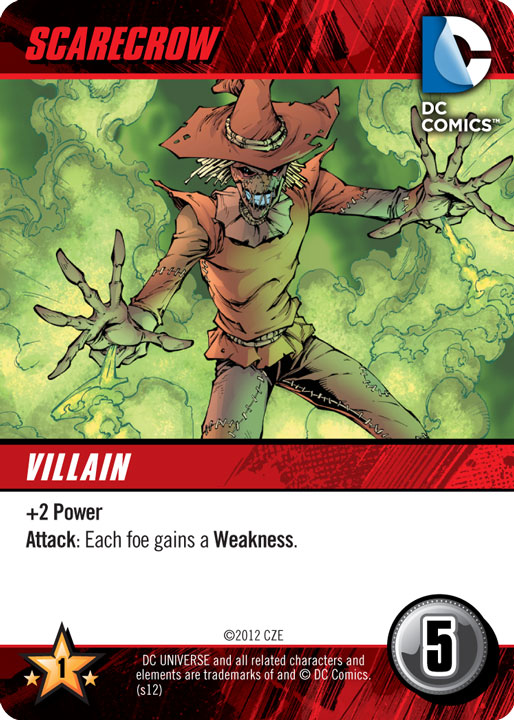 SCARECROW
DC
COMICS™
VILLAIN
+2 Power
Attack: Each foe gains a Weakness.
©2012 CZE
1
DC UNIVERSE and all related characters and
elements are trademarks of and © DC Comics.
(s12)
5